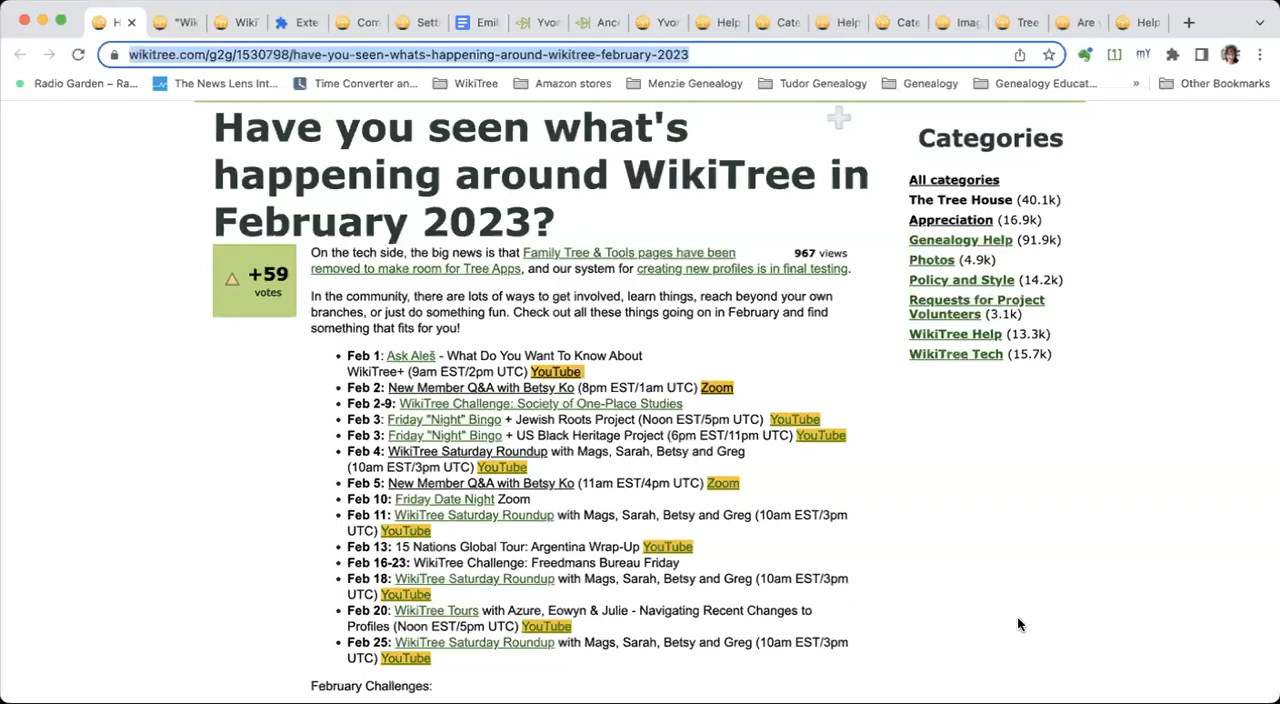 H
"Wik
WikiT
Exte
Com
Sett
Emil
Yvor
Anc
Yvor
Help
Cate
Help
Cate
Imag
Tree
Are
Help
wikitree.com/g2g/1530798/have-you-seen-whats-happening-around-wikitree-february-2023
Radio Garden – Ra...
The News Lens Int...
Time Converter an...
WikiTree
Amazon stores
Menzie Genealogy
Tudor Genealogy
Genealogy
Genealogy Educat...
»
Other Bookmarks
Have you seen what's
happening around WikiTree in
February 2023?
+59
votes
On the tech side, the big news is that Family Tree & Tools pages have been
967 views
removed to make room for Tree Apps, and our system for creating new profiles is in final testing.
In the community, there are lots of ways to get involved, learn things, reach beyond your own
branches, or just do something fun. Check out all these things going on in February and find
something that fits for you!
• Feb 1: Ask Aleš - What Do You Want To Know About
WikiTree+ (9am EST/2pm UTC) YouTube
• Feb 2: New Member Q&A with Betsy Ko (8pm EST/1am UTC) Zoom
• Feb 2-9: WikiTree Challenge: Society of One-Place Studies
• Feb 3: Friday "Night" Bingo + Jewish Roots Project (Noon EST/5pm UTC) YouTube
• Feb 3: Friday "Night" Bingo + US Black Heritage Project (6pm EST/11pm UTC) YouTube
• Feb 4: WikiTree Saturday Roundup with Mags, Sarah, Betsy and Greg
(10am EST/3pm UTC) YouTube
• Feb 5: New Member Q&A with Betsy Ko (11am EST/4pm UTC) Zoom
• Feb 10: Friday Date Night Zoom
• Feb 11: WikiTree Saturday Roundup with Mags, Sarah, Betsy and Greg (10am EST/3pm
UTC) YouTube
• Feb 13: 15 Nations Global Tour: Argentina Wrap-Up YouTube
• Feb 16-23: WikiTree Challenge: Freedmans Bureau Friday
• Feb 18: WikiTree Saturday Roundup with Mags, Sarah, Betsy and Greg (10am EST/3pm
UTC) YouTube
• Feb 20: WikiTree Tours with Azure, Eowyn & Julie - Navigating Recent Changes to
Profiles (Noon EST/5pm UTC) YouTube
• Feb 25: WikiTree Saturday Roundup with Mags, Sarah, Betsy and Greg (10am EST/3pm
UTC) YouTube
February Challenges:
Categories
All categories
The Tree House (40.1k)
Appreciation (16.9k)
Genealogy Help (91.9k)
Photos (4.9k)
Policy and Style (14.2k)
Requests for Project
Volunteers (3.1k)
WikiTree Help (13.3k)
WikiTree Tech (15.7k)